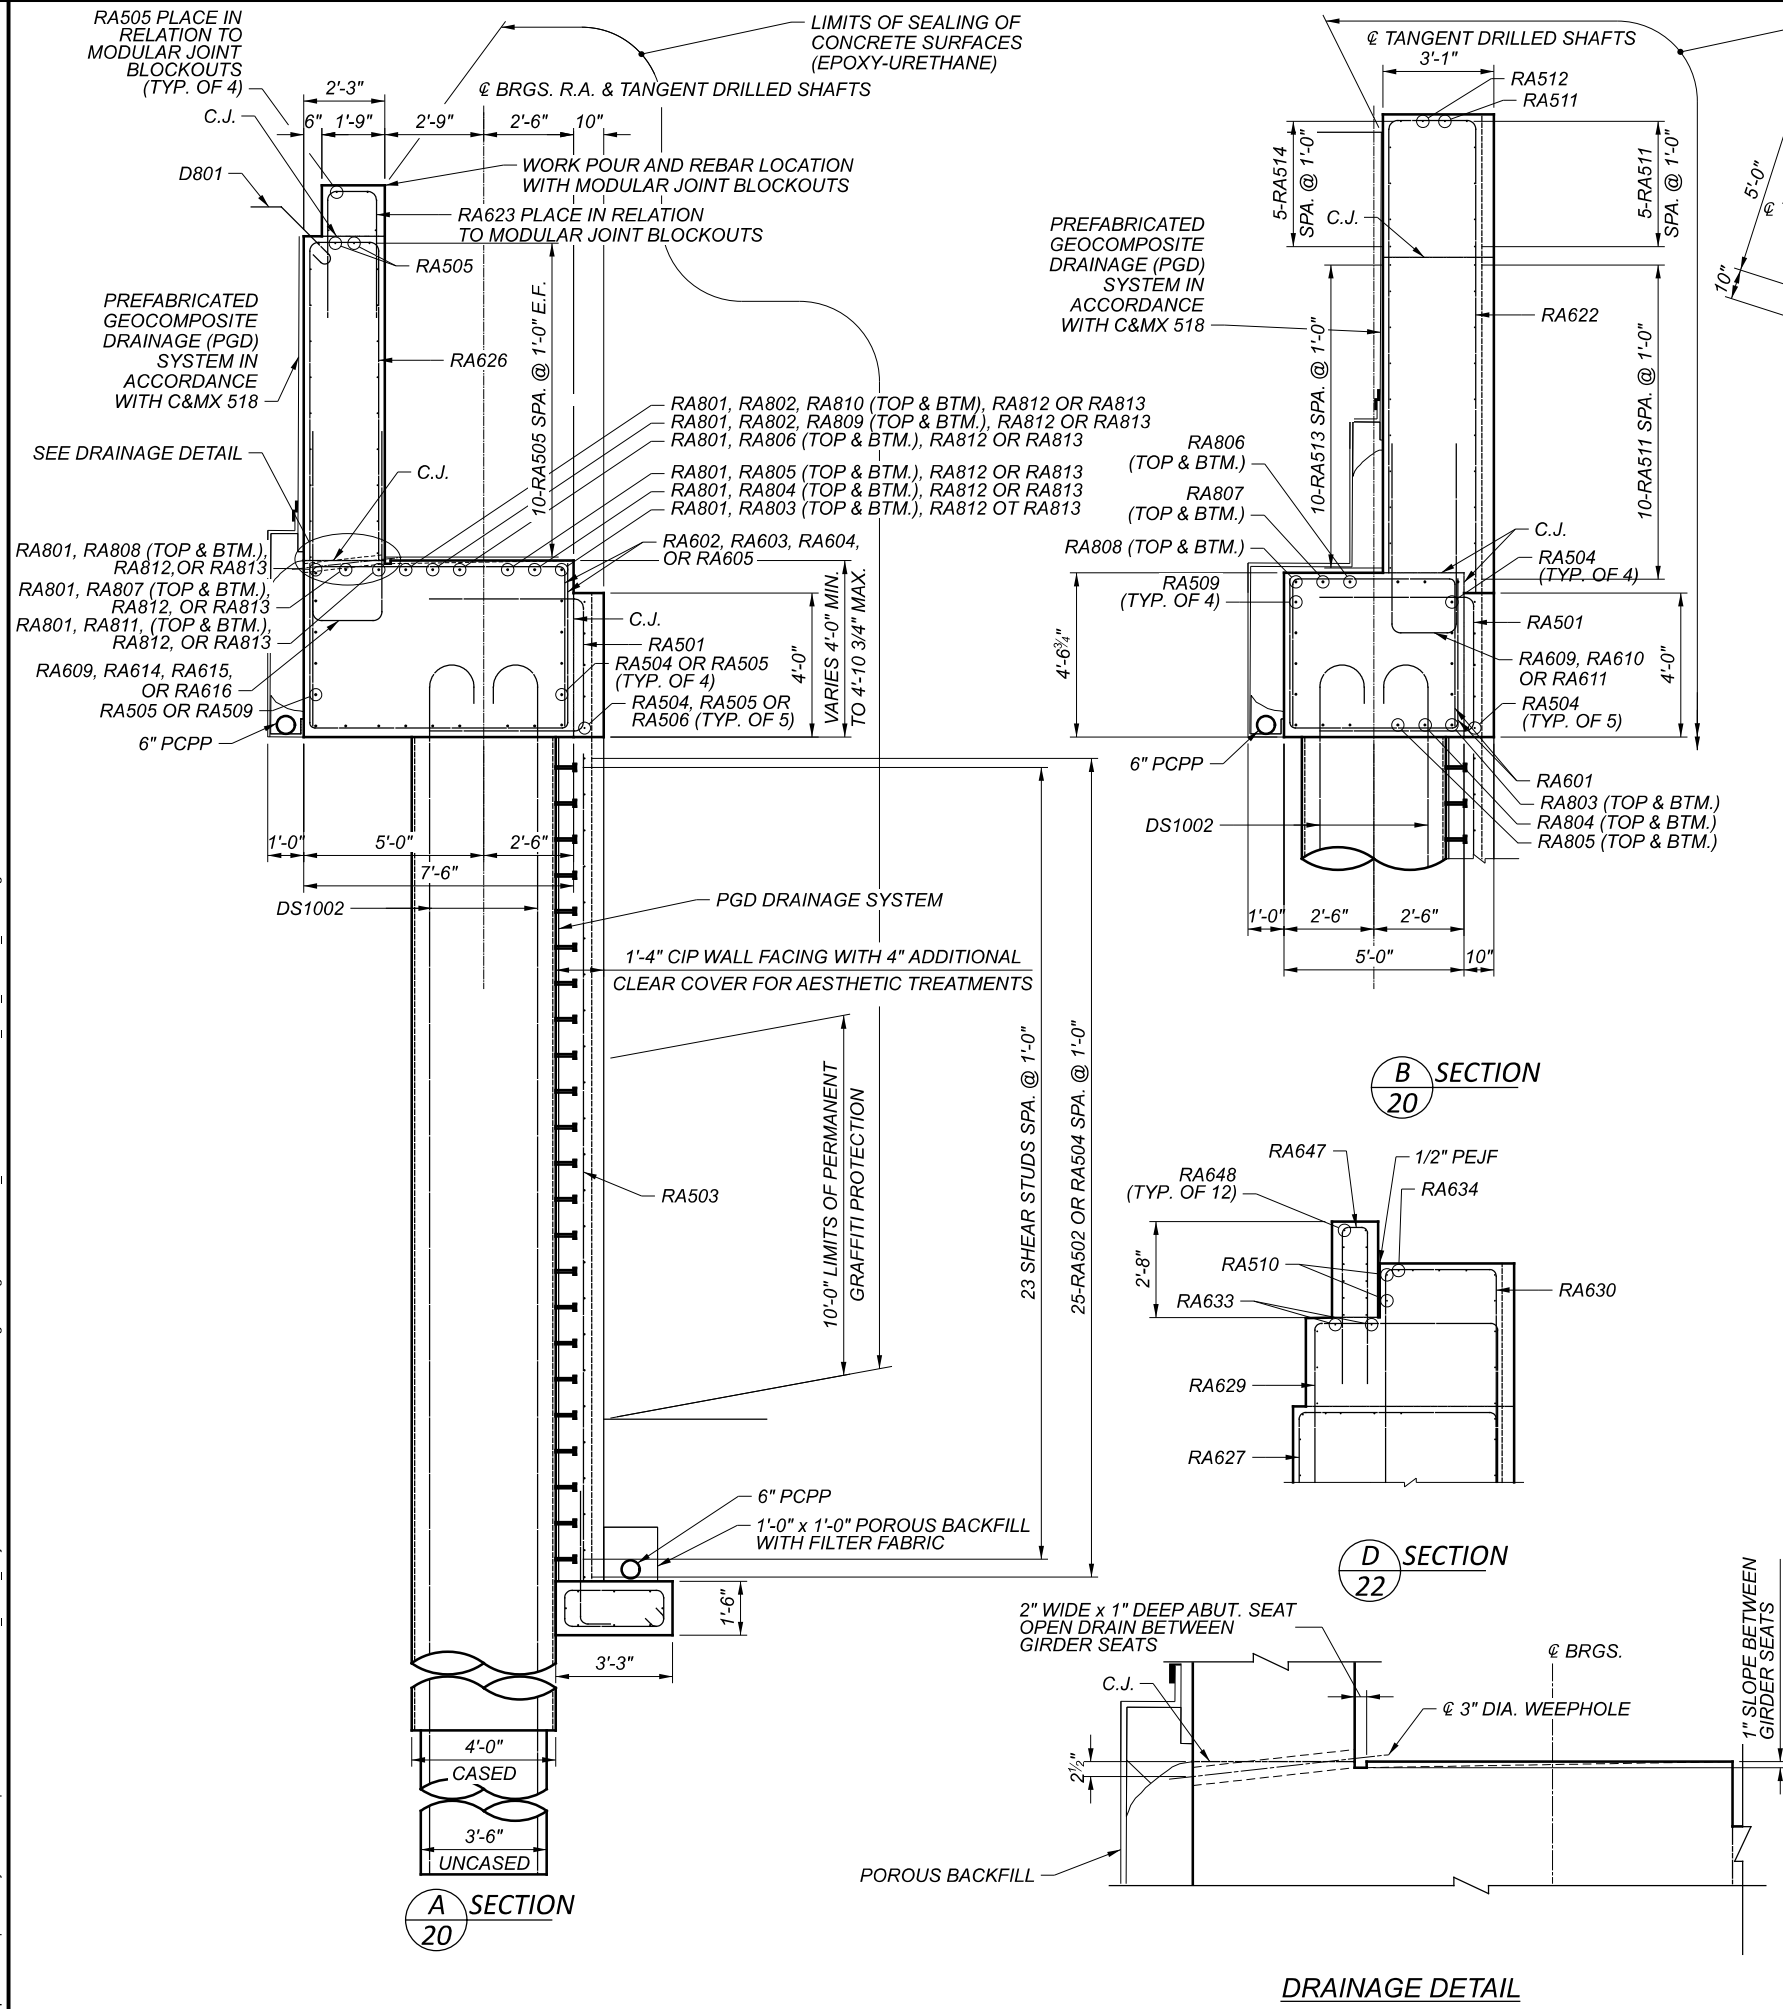 RA505 PLACE IN
RELATION TO
MODULAR JOINT
BLOCKOUTS
(TYP. OF 4)
C.J.
D801
2'-3"
6"
1'-9"
2'-9"
2'-6"
10"
LIMITS OF SEALING OF
CONCRETE SURFACES
(EPOXY-URETHANE)
℄ BRGS. R.A. & TANGENT DRILLED SHAFTS
WORK POUR AND REBAR LOCATION
WITH MODULAR JOINT BLOCKOUTS
RA623 PLACE IN RELATION
TO MODULAR JOINT BLOCKOUTS
RA505
PREFABRICATED
GEOCOMPOSITE
DRAINAGE (PGD)
SYSTEM IN
ACCORDANCE
WITH C&MX 518
RA626
10-RA505 SPA. @ 1'-0" E.F.
SEE DRAINAGE DETAIL
C.J.
RA801, RA802, RA810 (TOP & BTM), RA812 OR RA813
RA801, RA802, RA809 (TOP & BTM.), RA812 OR RA813
RA801, RA806 (TOP & BTM.), RA812 OR RA813
RA801, RA805 (TOP & BTM.), RA812 OR RA813
RA801, RA804 (TOP & BTM.), RA812 OR RA813
RA801, RA803 (TOP & BTM.), RA812 OT RA813
RA602, RA603, RA604,
OR RA605
RA801, RA808 (TOP & BTM.),
RA812,OR RA813
RA801, RA807 (TOP & BTM.),
RA812, OR RA813
RA801, RA811, (TOP & BTM.),
RA812, OR RA813
RA609, RA614, RA615,
OR RA616
RA505 OR RA509
6" PCPP
C.J.
RA501
RA504 OR RA505
(TYP. OF 4)
RA504, RA505 OR
RA506 (TYP. OF 5)
4'-0"
VARIES 4'-0" MIN.
TO 4'-10 3/4" MAX.
1'-0"
5'-0"
2'-6"
7'-6"
DS1002
PGD DRAINAGE SYSTEM
1'-4" CIP WALL FACING WITH 4" ADDITIONAL
CLEAR COVER FOR AESTHETIC TREATMENTS
10'-0" LIMITS OF PERMANENT
GRAFFITI PROTECTION
23 SHEAR STUDS SPA. @ 1'-0"
25-RA502 OR RA504 SPA. @ 1'-0"
RA503
6" PCPP
1'-0" x 1'-0" POROUS BACKFILL
WITH FILTER FABRIC
1'-6"
3'-3"
4'-0"
CASED
3'-6"
UNCASED
A
20
SECTION
℄ TANGENT DRILLED SHAFTS
3'-1"
RA512
RA511
5-RA514
SPA. @ 1'-0"
5-RA511
SPA. @ 1'-0"
C.J.
PREFABRICATED
GEOCOMPOSITE
DRAINAGE (PGD)
SYSTEM IN
ACCORDANCE
WITH C&MX 518
10-RA513 SPA. @ 1'-0"
RA622
10-RA511 SPA. @ 1'-0"
5'-0"
℄
10"
RA806
(TOP & BTM.)
RA807
(TOP & BTM.)
RA808 (TOP & BTM.)
RA509
(TYP. OF 4)
4'-6¾"
C.J.
RA504
(TYP. OF 4)
RA501
RA609, RA610
OR RA611
RA504
(TYP. OF 5)
4'-0"
6" PCPP
RA601
RA803 (TOP & BTM.)
RA804 (TOP & BTM.)
RA805 (TOP & BTM.)
DS1002
1'-0"
2'-6"
2'-6"
5'-0"
10"
B
20
SECTION
RA647
1/2" PEJF
RA648
(TYP. OF 12)
RA634
2'-8"
RA510
RA633
RA630
RA629
RA627
D
22
SECTION
2" WIDE x 1" DEEP ABUT. SEAT
OPEN DRAIN BETWEEN
GIRDER SEATS
C.J.
℄ BRGS.
℄ 3" DIA. WEEPHOLE
1" SLOPE BETWEEN
GIRDER SEATS
2½"
POROUS BACKFILL
DRAINAGE DETAIL